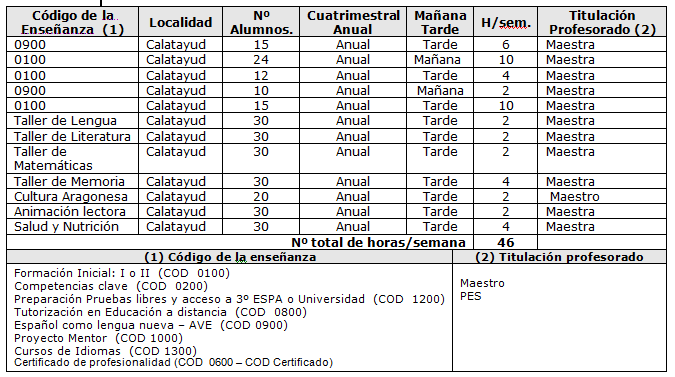 Código de la Localidad Nº Cuatrimestral Mañana H/sem. Titulación
Enseñanza (1) Alumnos. Anual Tarde Profesorado (2)
0900 Calatayud 15 Anual Tarde 6 Maestra
0100 Calatayud 24 Anual Mañana 10 Maestra
0100 Calatayud 12 Anual Tarde 4 Maestra
0900 Calatayud 10 Anual Mañana 2 Maestra
0100 Calatayud 15 Anual Tarde 10 Maestra
Taller de Lengua Calatayud 30 Anual Tarde 2 Maestra
Taller de Literatura Calatayud 30 Anual Tarde 2 Maestra
Taller de Calatayud 30 Anual Tarde 2 Maestra
Matemáticas
Taller de Memoria Calatayud 30 Anual Tarde 4 Maestra
Cultura Aragonesa Calatayud 20 Anual Tarde 2 Maestro
Animación lectora Calatayud 30 Anual Tarde 2 Maestra
Salud y Nutrición Calatayud 30 Anual Tarde 4 Maestra
Nº total de horas/semana 46
(1) Código de la enseñanza (2) Titulación profesorado
Formación Inicial: I o II (COD 0100)
Competencias clave (COD 0200)
Preparación Pruebas libres y acceso a 3º ESPA o Universidad (COD 1200)
Tutorización en Educación a distancia (COD 0800)
Español como lengua nueva – AVE (COD 0900)
Proyecto Mentor (COD 1000)
Cursos de Idiomas (COD 1300)
Certificado de profesionalidad (COD 0600 – COD Certificado)
Maestro
PES